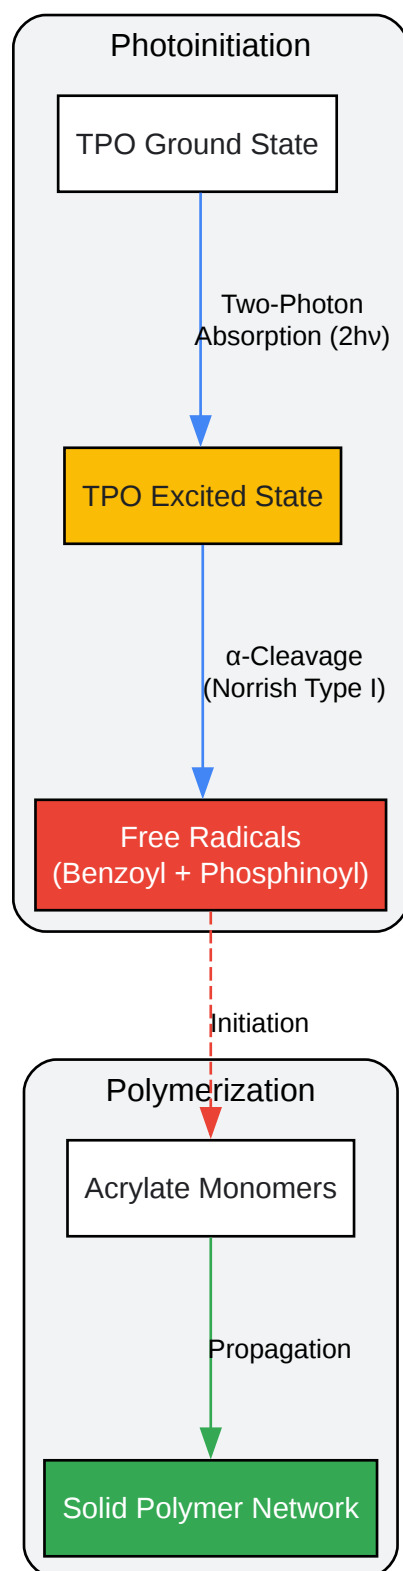 Photoinitiation
TPO Ground State
Two-Photon
Absorption (2hν)
TPO Excited State
α-Cleavage
(Norrish Type I)
Free Radicals
(Benzoyl + Phosphinoyl)
Initiation
Polymerization
Acrylate Monomers
Propagation
Solid Polymer Network